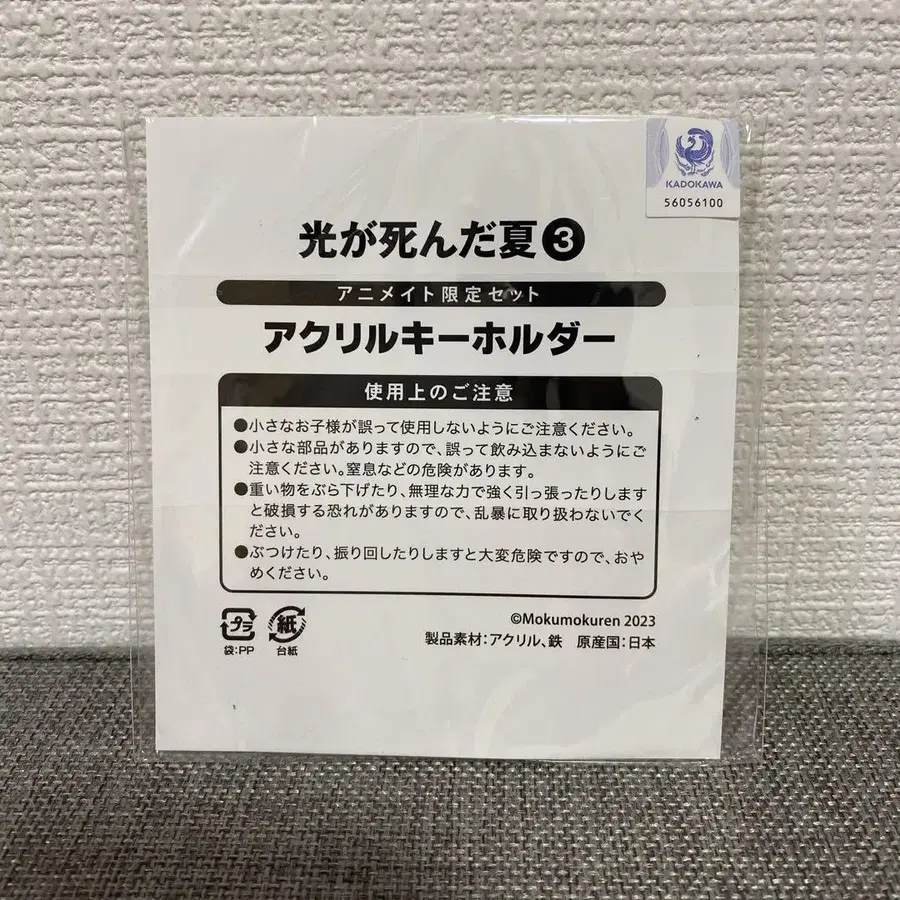 KADOKAWA
56056100
光が死んだ夏❸
アニメイト限定セット
アクリルキーホルダー
使用上のご注意
●小さなお子様が誤って使用しないようにご注意ください。
●小さな部品がありますので、誤って飲み込まないようにご
注意ください。窒息などの危険があります。
●重い物をぶら下げたり、無理な力で強く引っ張ったりします
と破損する恐れがありますので、乱暴に取り扱わないでく
ださい。
●ぶつけたり、振り回したりしますと大変危険ですので、おや
めください。
©Mokumokuren 2023
プラ 紙
袋:PP 台紙
製品素材:アクリル、鉄 原産国:日本